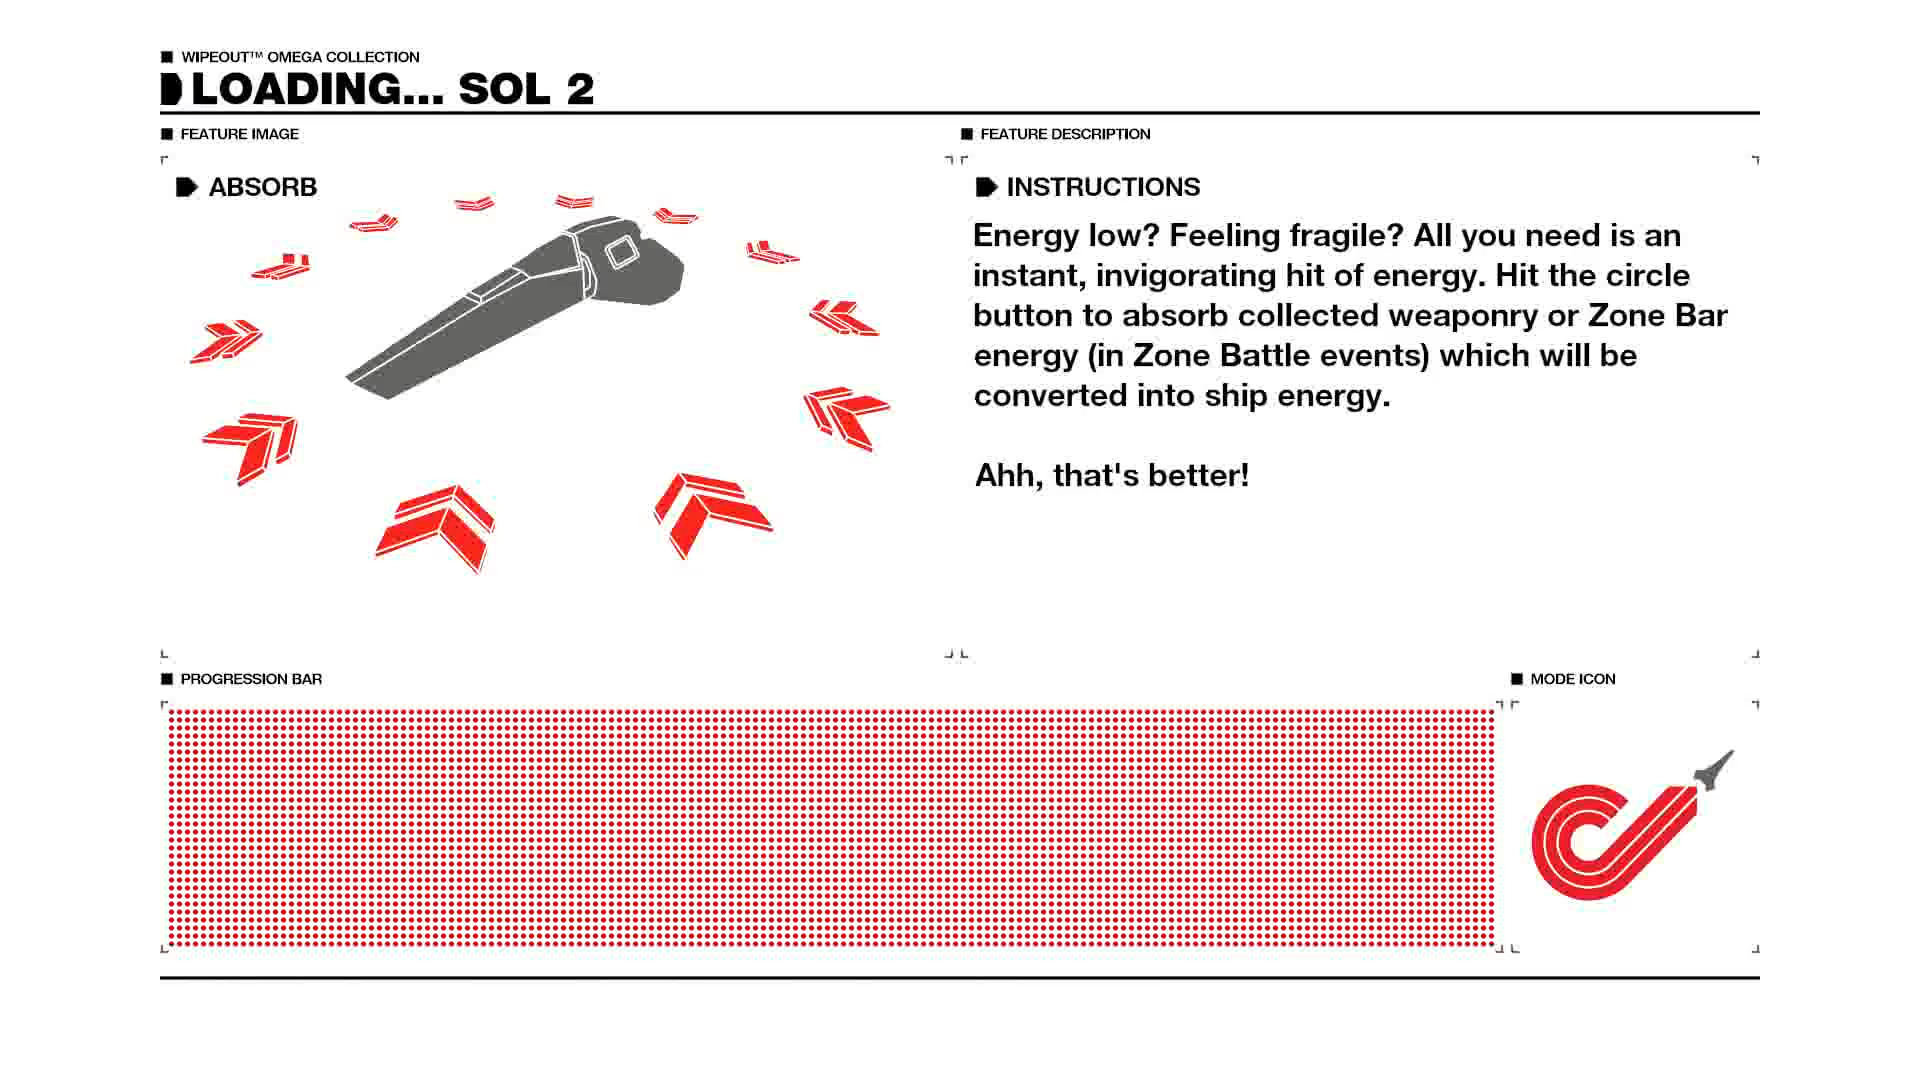 WIPEOUT™ OMEGA COLLECTION
LOADING... SOL 2
FEATURE IMAGE
ABSORB
FEATURE DESCRIPTION
INSTRUCTIONS
Energy low? Feeling fragile? All you need is an
instant, invigorating hit of energy. Hit the circle
button to absorb collected weaponry or Zone Bar
energy (in Zone Battle events) which will be
converted into ship energy.
Ahh, that's better!
PROGRESSION BAR
MODE ICON